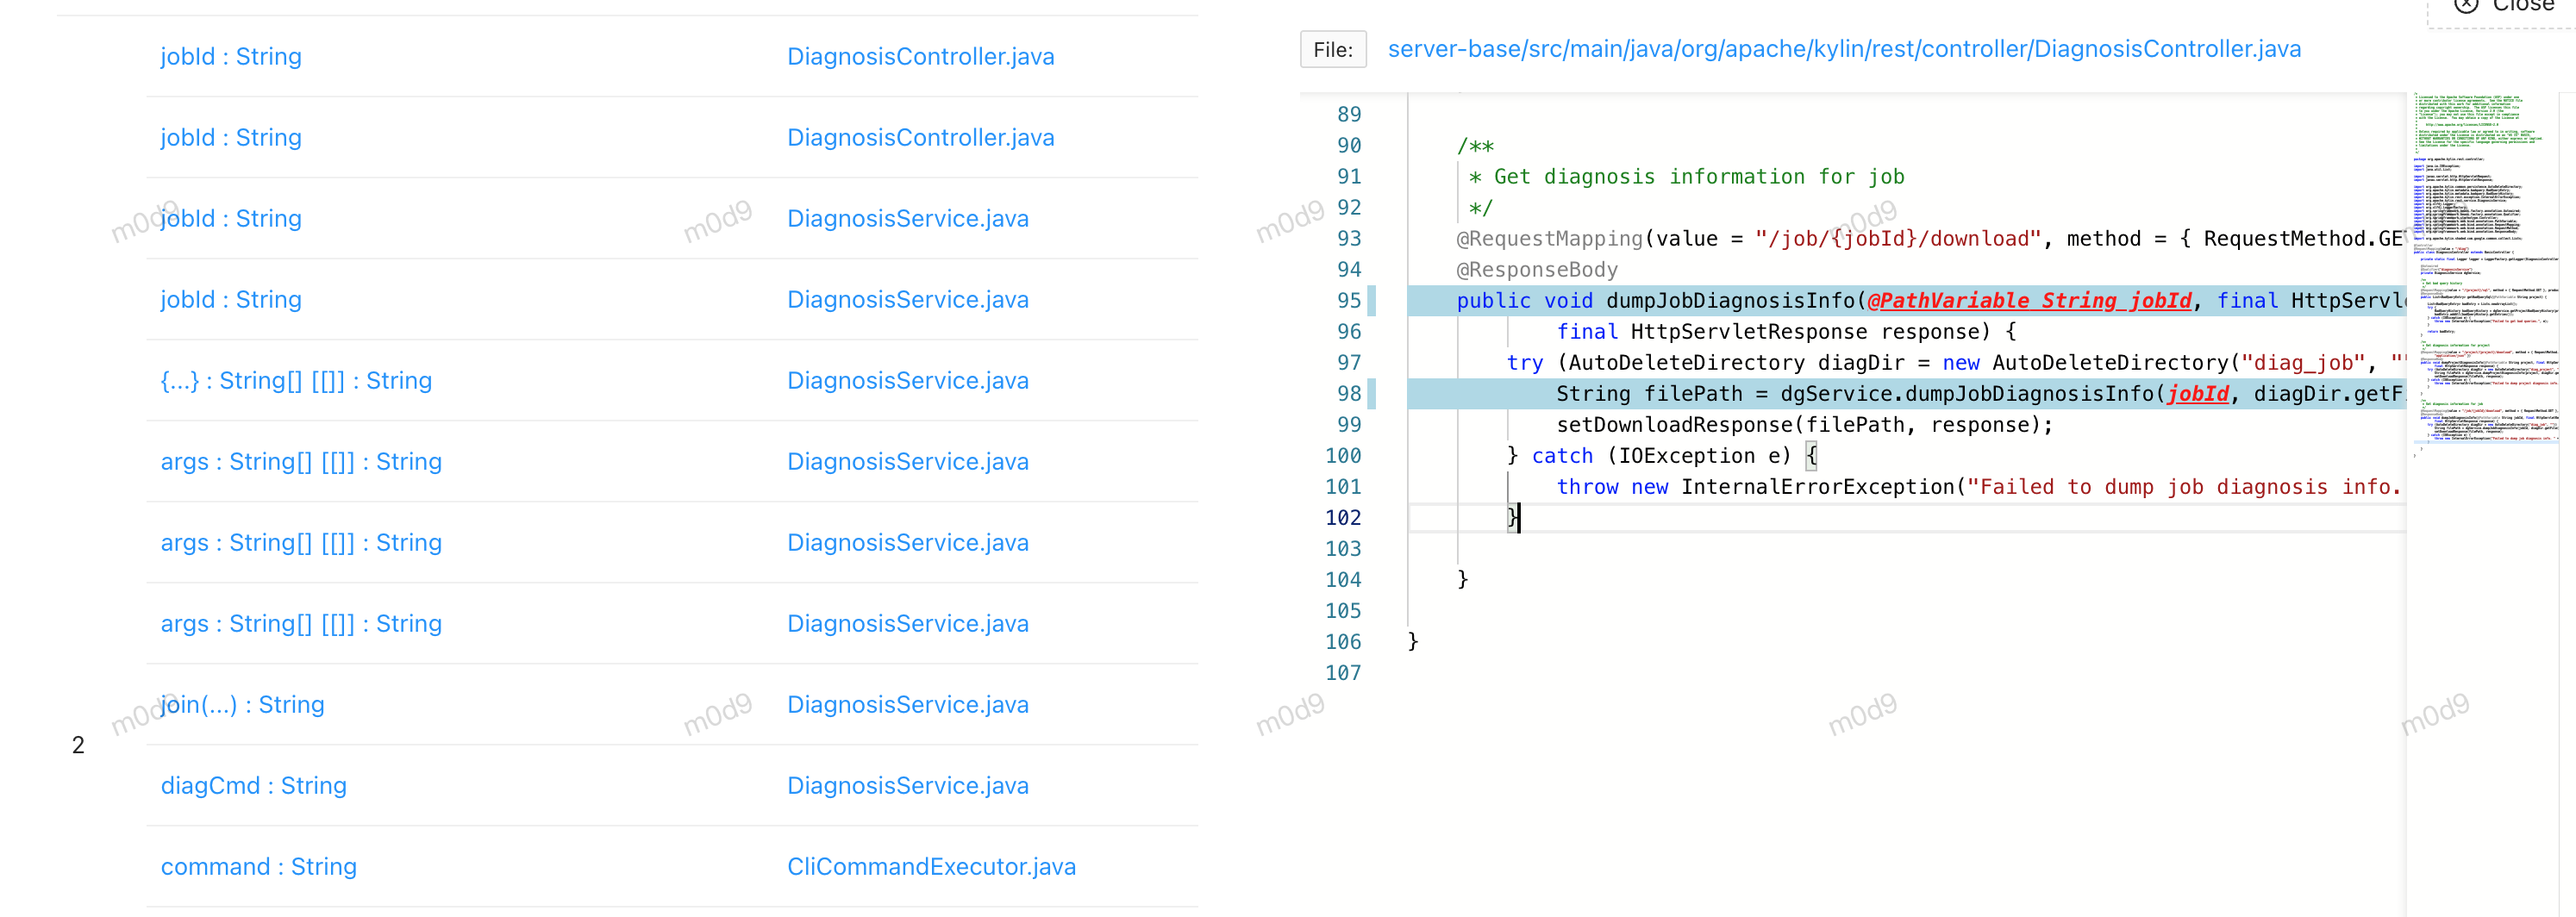 jobId : String DiagnosisController.java
jobId : String DiagnosisController.java
jobId : String DiagnosisService.java
jobId : String DiagnosisService.java
{...} : String[] [[]] : String DiagnosisService.java
args : String[] [[]] : String DiagnosisService.java
args : String[] [[]] : String DiagnosisService.java
args : String[] [[]] : String DiagnosisService.java
join(...) : String DiagnosisService.java
2
diagCmd : String DiagnosisService.java
command : String CliCommandExecutor.java
Close
File: server-base/src/main/java/org/apache/kylin/rest/controller/DiagnosisController.java
89
90 /**
91 * Get diagnosis information for job
92 */
93 @RequestMapping(value = "/job/{jobId}/download", method = { RequestMethod.GE
94 @ResponseBody
95 public void dumpJobDiagnosisInfo(@PathVariable String jobId, final HttpServl
96 final HttpServletResponse response) {
97 try (AutoDeleteDirectory diagDir = new AutoDeleteDirectory("diag_job", "
98 String filePath = dgService.dumpJobDiagnosisInfo(jobId, diagDir.getF
99 setDownloadResponse(filePath, response);
100 } catch (IOException e) {
101 throw new InternalErrorException("Failed to dump job diagnosis info.
102 }
103
104 }
105
106 }
107
m0d9
m0d9
m0d9
m0d9
m0d9
m0d9
m0d9
m0d9
m0d9